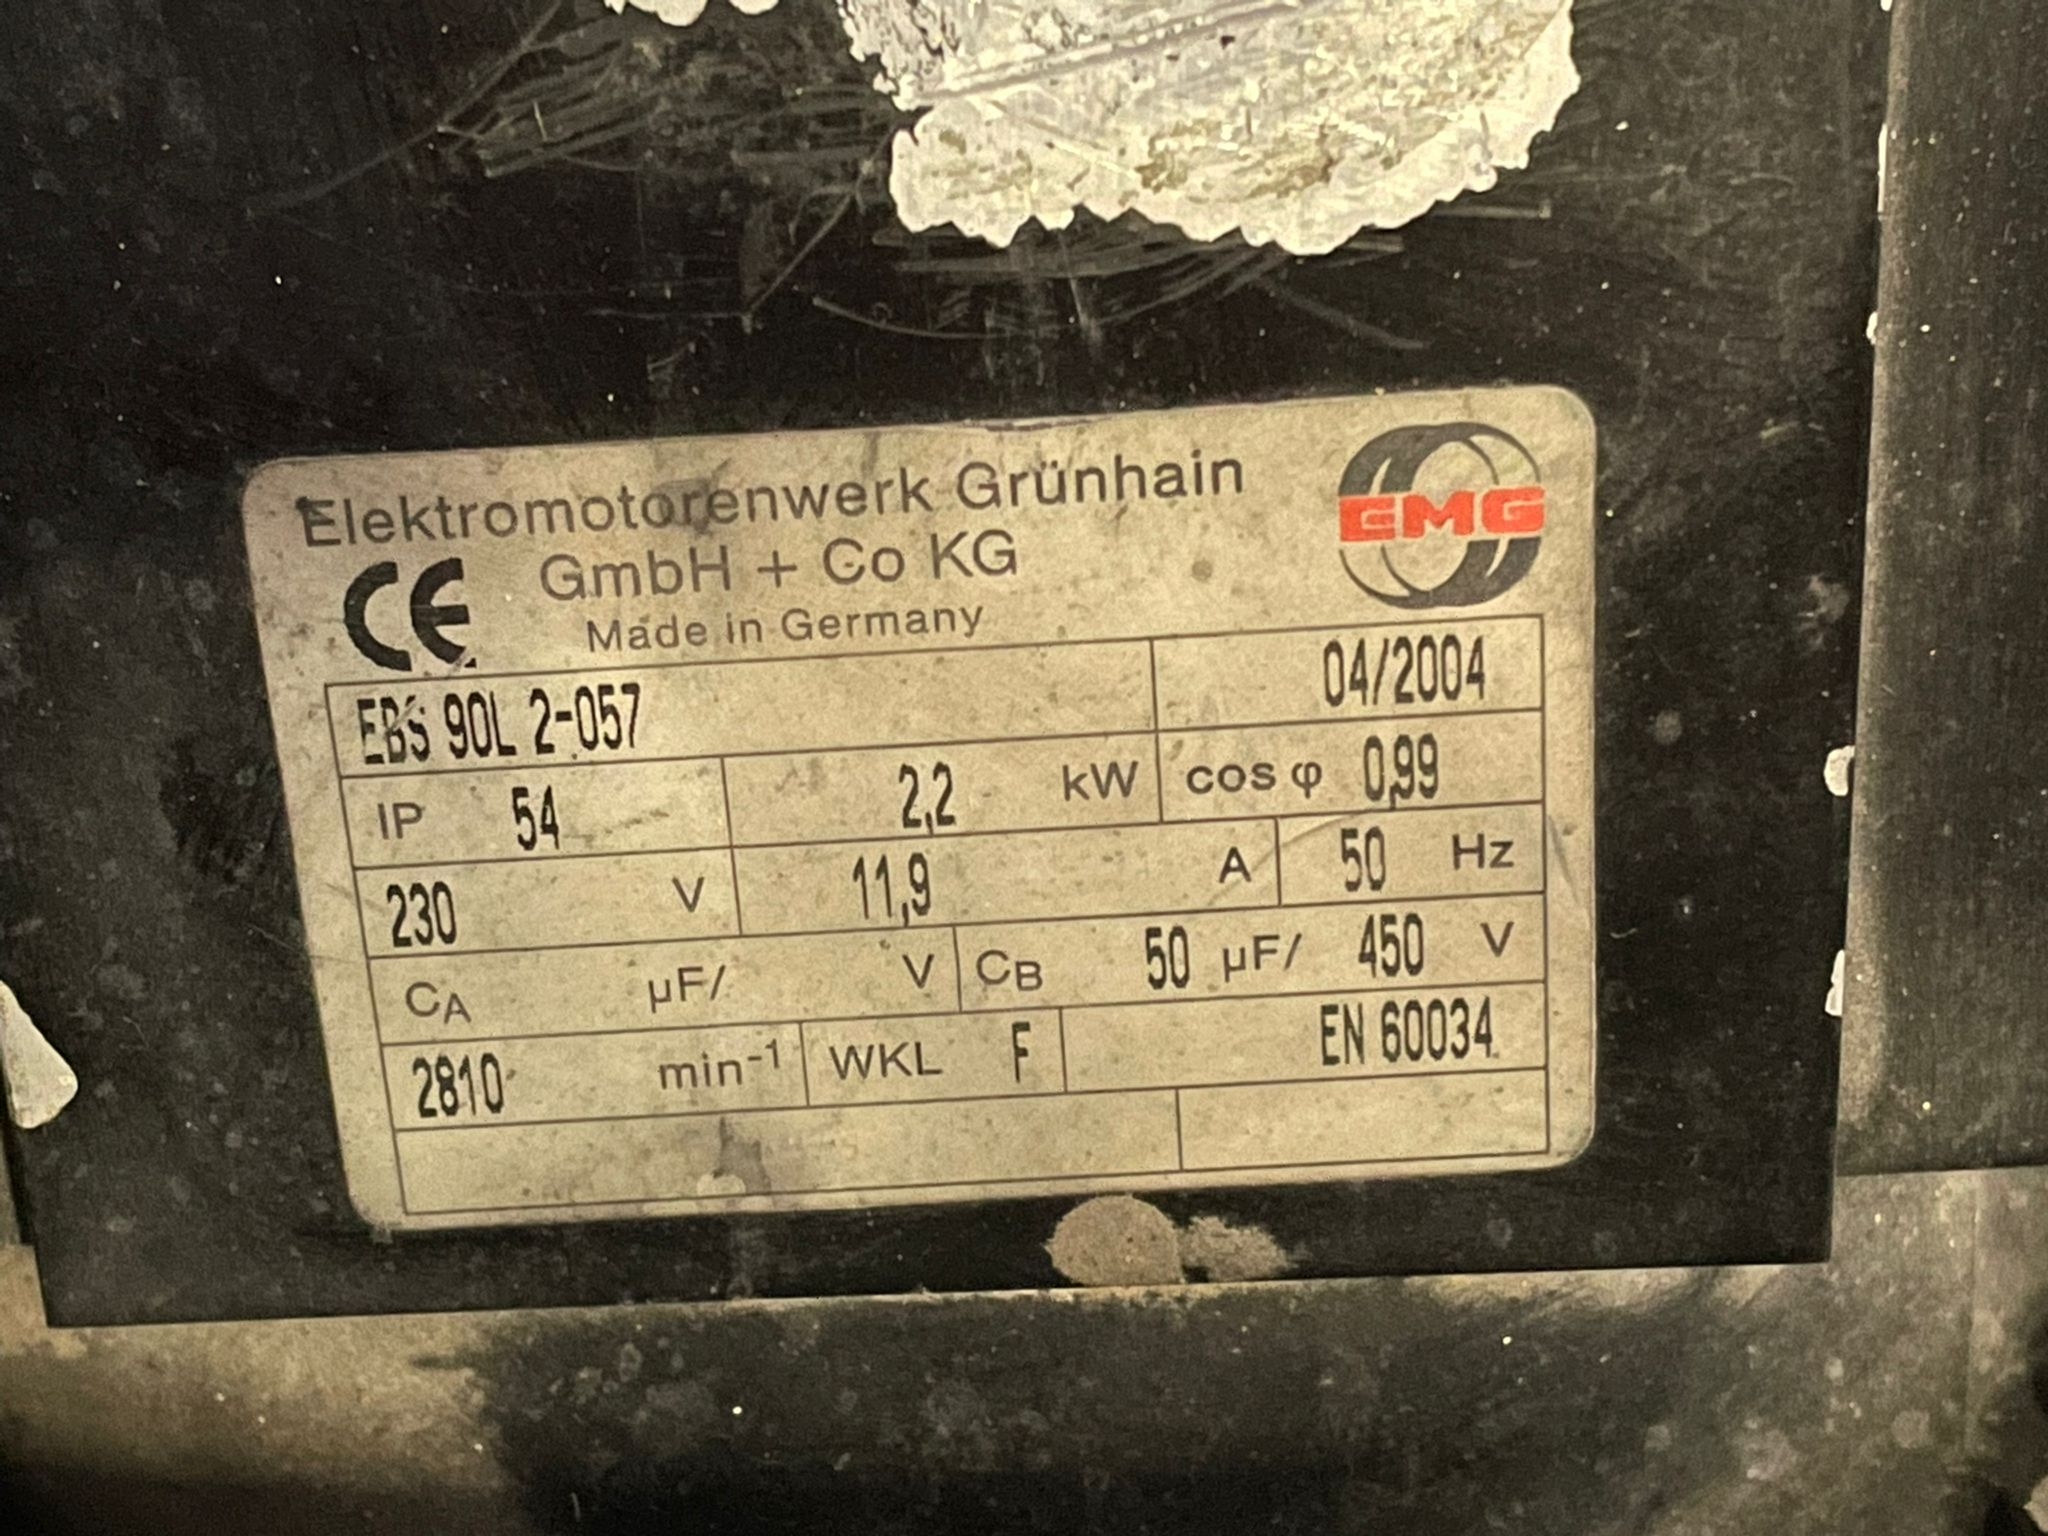 Elektromotorenwerk Grünhain
GmbH + Co KG
Made in Germany
CE
EMG
EBS 90L 2-057 04/2004
IP 54 2,2 kW cos φ 0,99
230 V 11,9 A 50 Hz
CA µF/ V CB 50 µF/ 450 V
2810 min-1 WKL F EN 60034